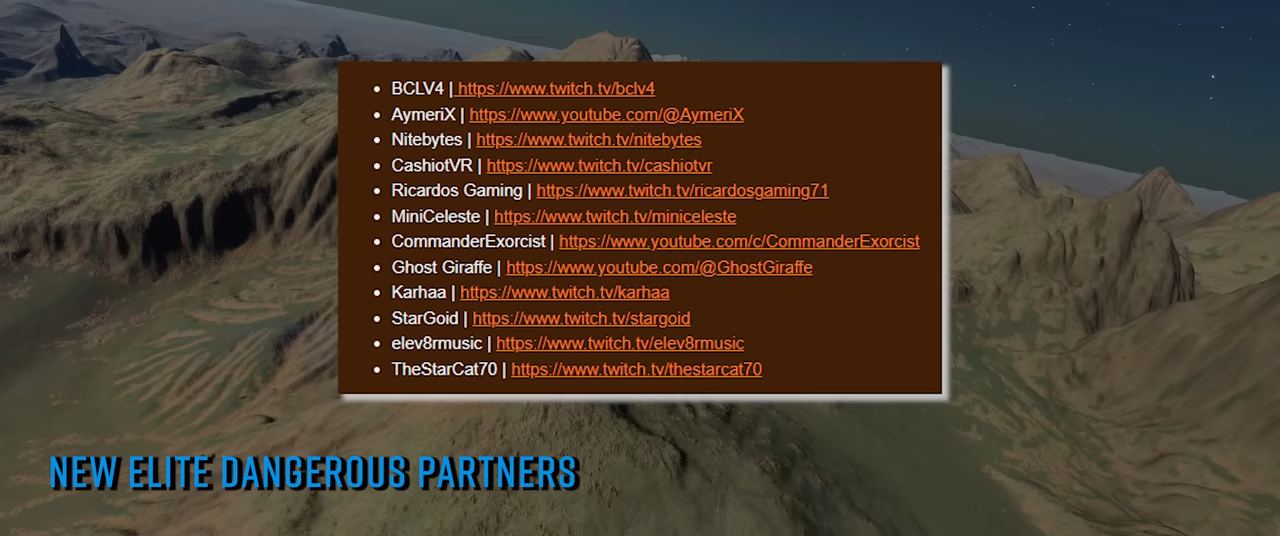 BCLV4 | https://www.twitch.tv/bclv4
AymeriX | https://www.youtube.com/@AymeriX
Nitebytes | https://www.twitch.tv/nitebytes
CashiotVR | https://www.twitch.tv/cashiotvr
Ricardos Gaming | https://www.twitch.tv/ricardosgaming71
MiniCeleste | https://www.twitch.tv/miniceleste
CommanderExorcist | https://www.youtube.com/c/CommanderExorcist
Ghost Giraffe | https://www.youtube.com/@GhostGiraffe
Karhaa | https://www.twitch.tv/karhaa
StarGoid | https://www.twitch.tv/stargoid
elev8rmusic | https://www.twitch.tv/elev8rmusic
TheStarCat70 | https://www.twitch.tv/thestarcat70
NEW ELITE DANGEROUS PARTNERS